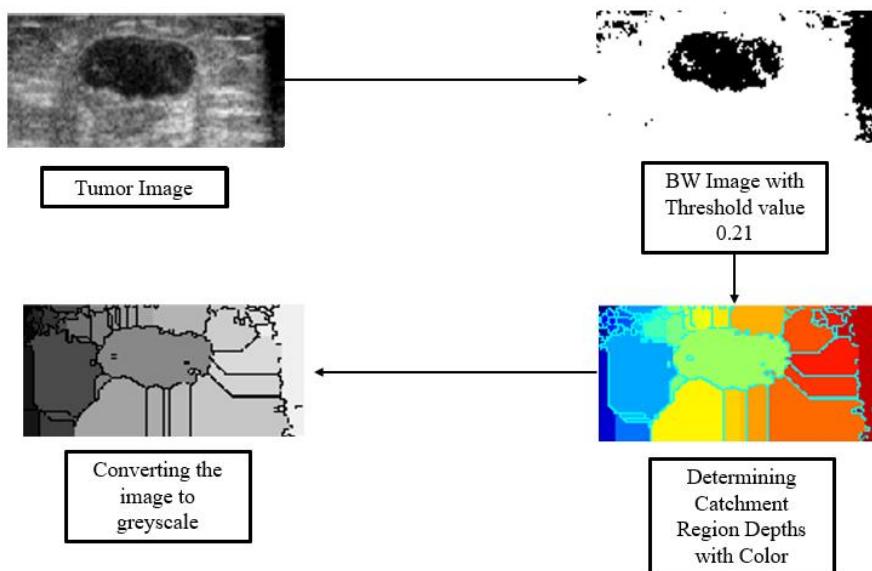 Tumor Image
BW Image with
Threshold value
0.21
Converting the
image to
greyscale
Determining
Catchment
Region Depths
with Color